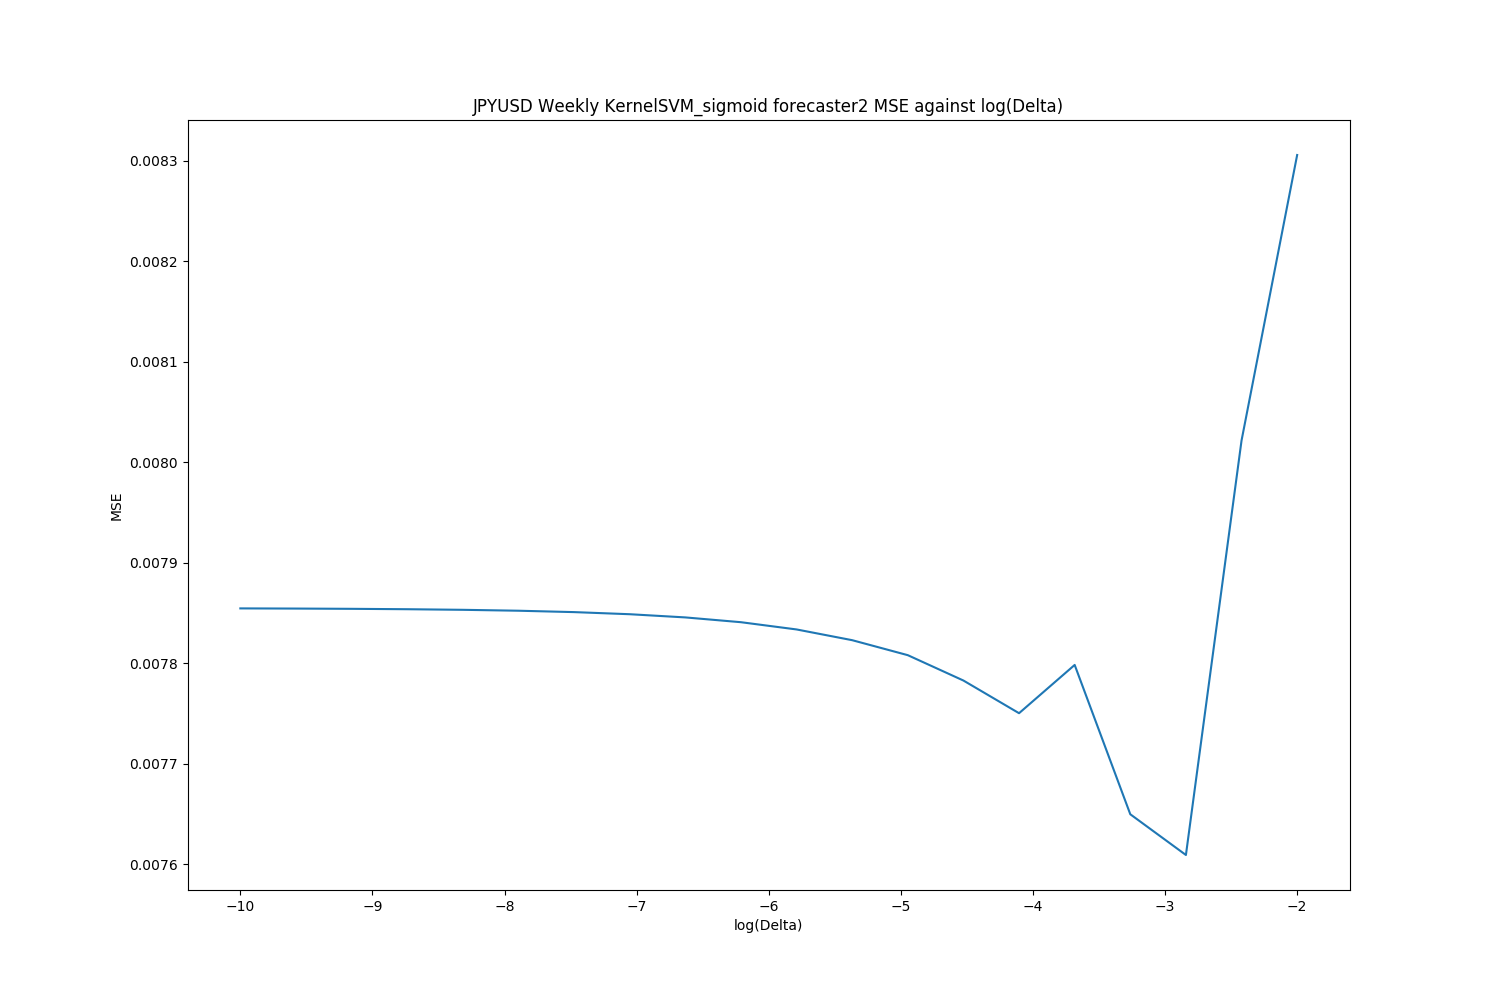 JPYUSD Weekly KernelSVM_sigmoid forecaster2 MSE against log(Delta)
0.0083
0.0082
0.0081
0.0080
0.0079
0.0078
0.0077
0.0076
MSE
−10 −9 −8 −7 −6 −5 −4 −3 −2
log(Delta)